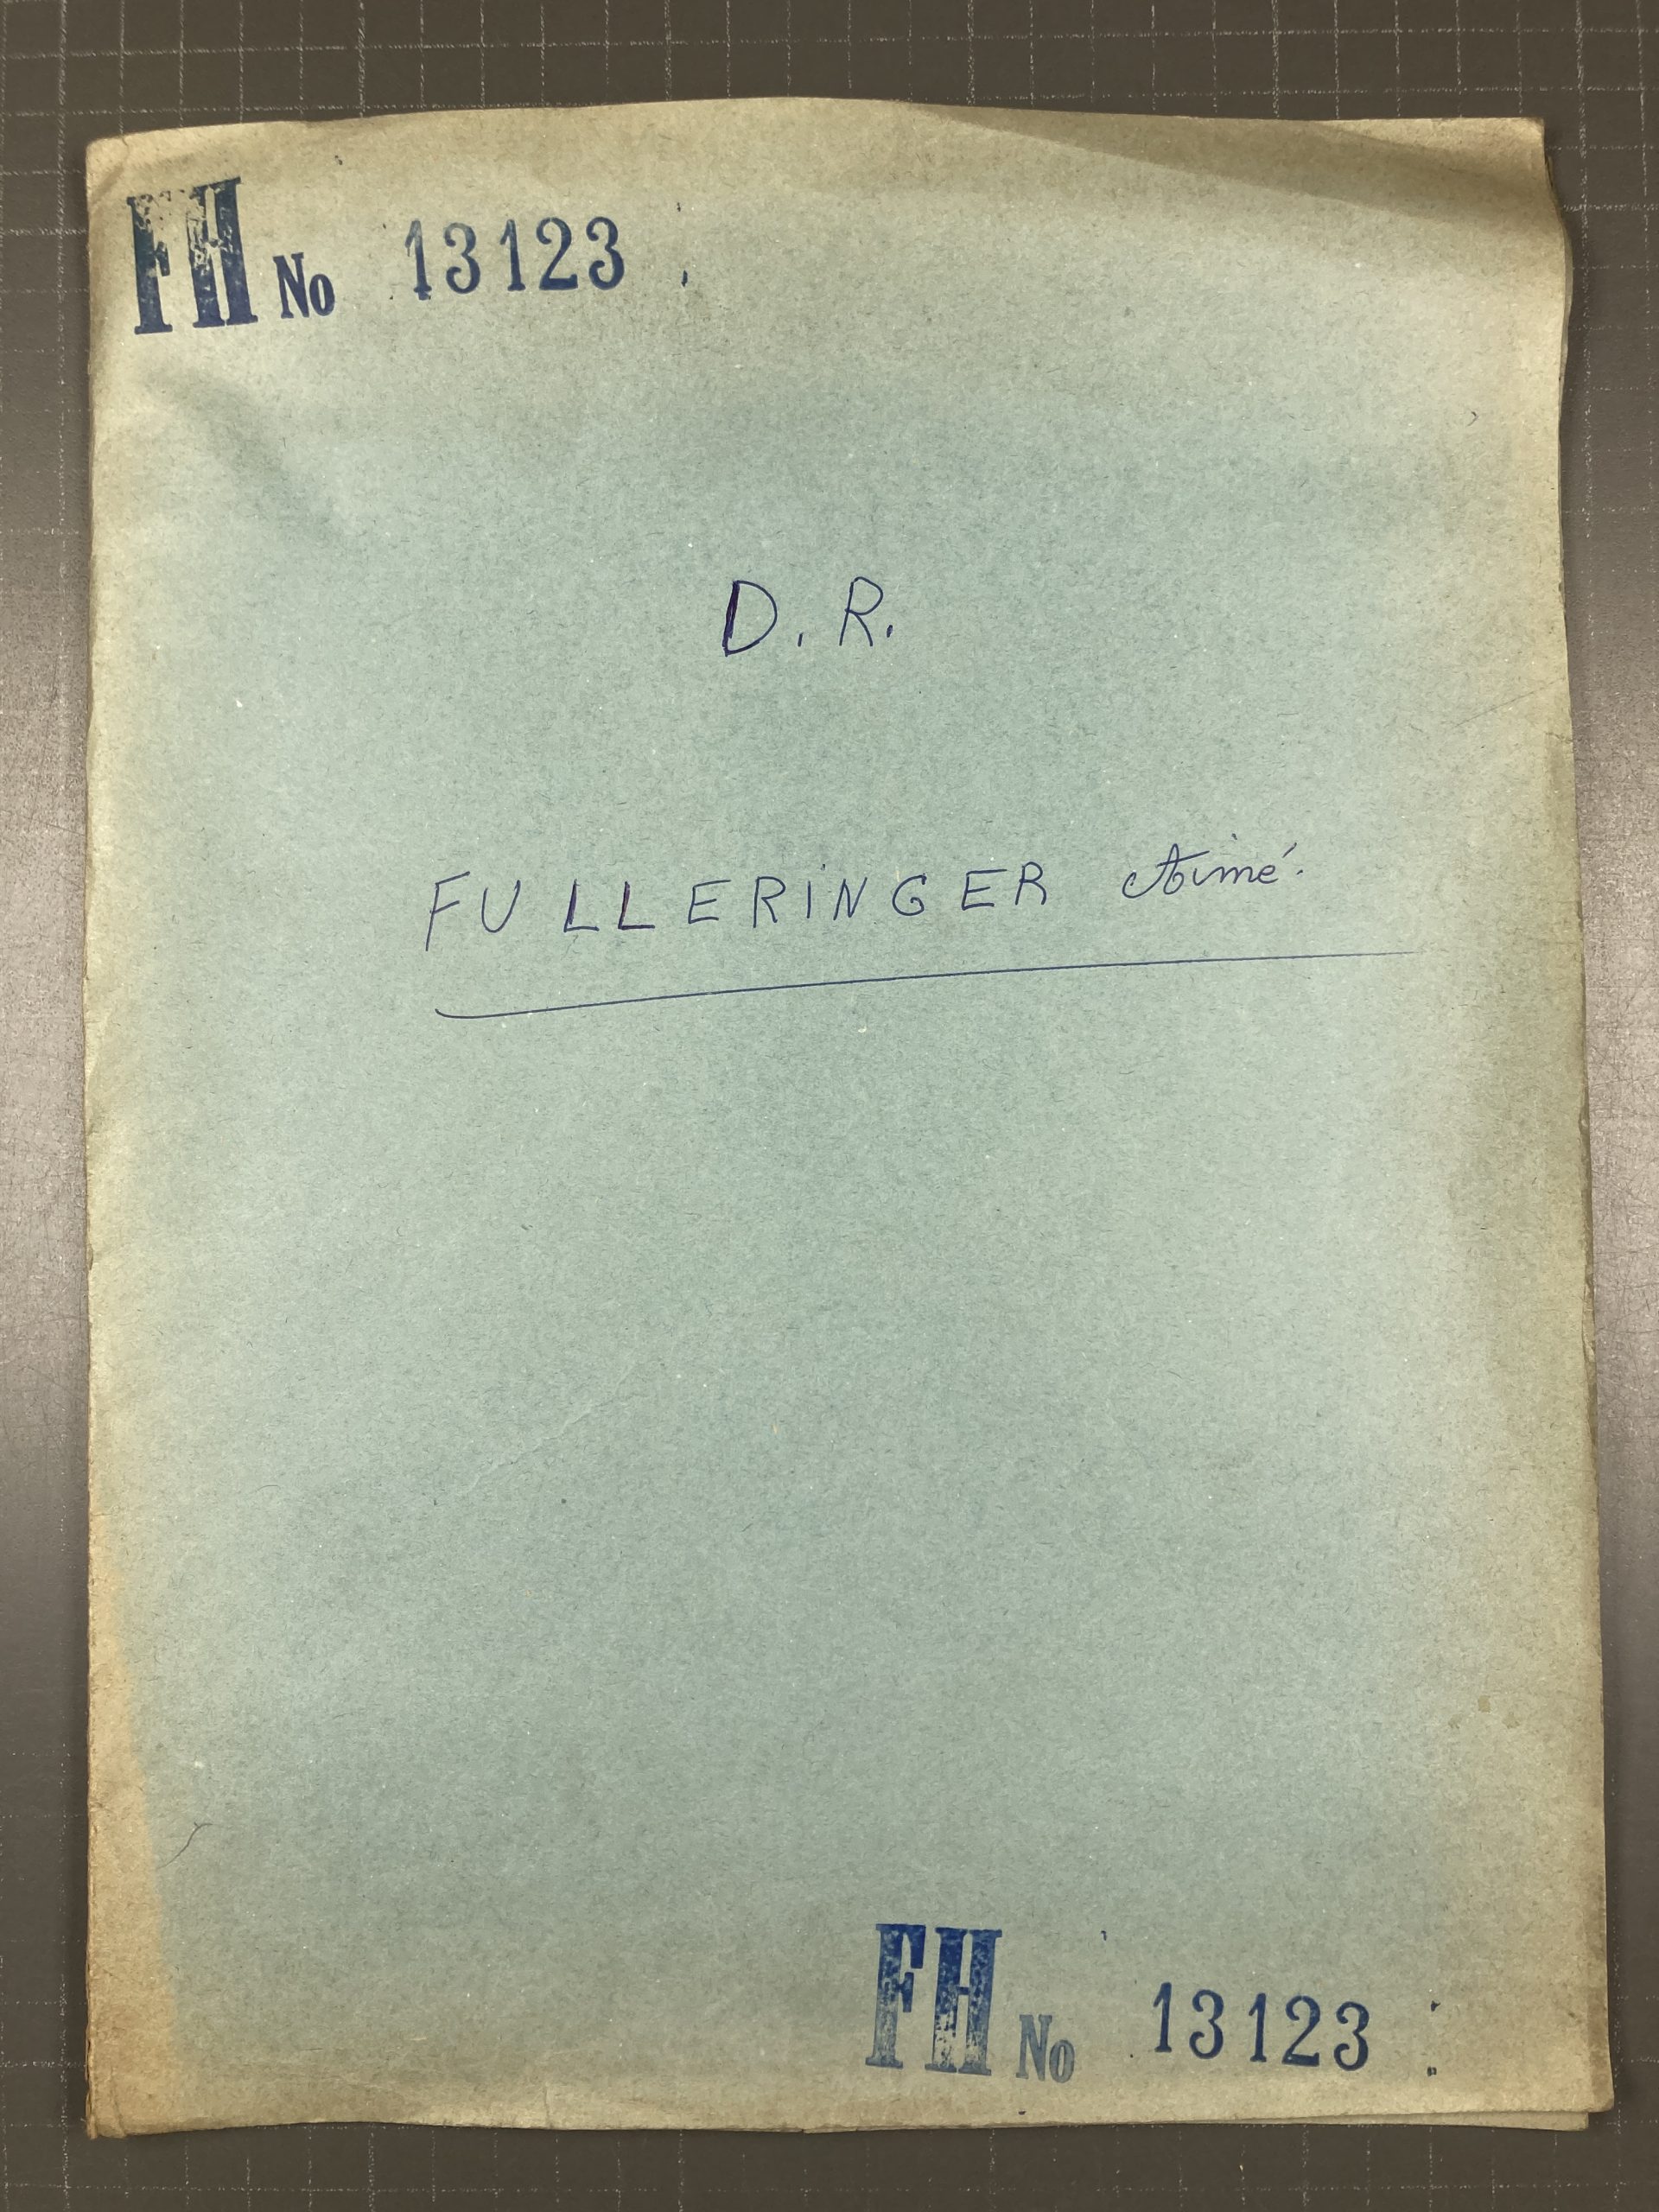 FH No 13123
D. R.
FULLERINGER Aimé.
FH No 13123